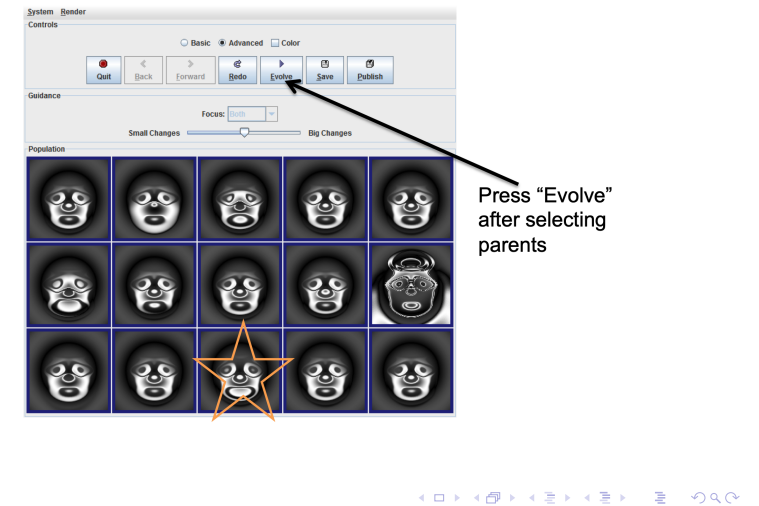 System Render
Controls
Basic Advanced Color
Quit Back Forward Redo Evolve Save Publish
Guidance
Focus: Both
Small Changes Big Changes
Population
Press “Evolve”
after selecting
parents